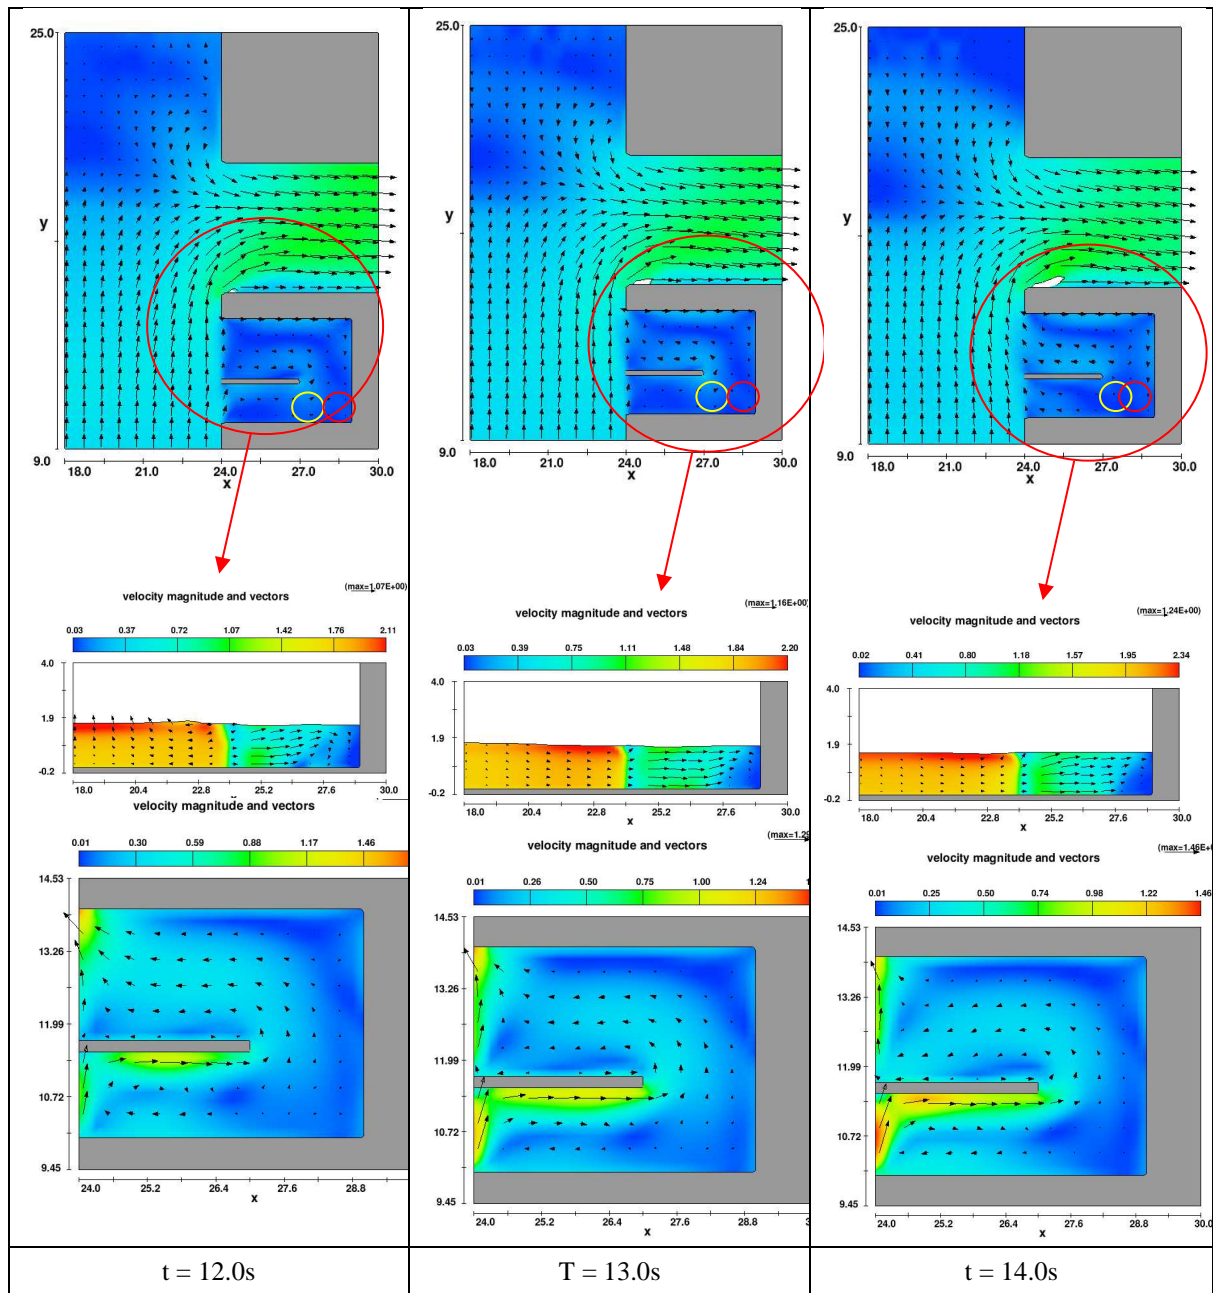 25.0
y
9.0
18.0 21.0 24.0 27.0 30.0
x
(max=1.07E+00)
velocity magnitude and vectors
0.03 0.37 0.72 1.07 1.42 1.76 2.11
4.0
1.9
-0.2
18.0 20.4 22.8 25.2 27.6 30.0
velocity magnitude and vectors
0.01 0.30 0.59 0.88 1.17 1.46
14.53
13.26
11.99
10.72
9.45
24.0 25.2 26.4 27.6 28.8
x
t = 12.0s
25.0
y
9.0
18.0 21.0 24.0 27.0 30.0
x
(max=1.16E+00)
velocity magnitude and vectors
0.03 0.39 0.75 1.11 1.48 1.84 2.20
4.0
1.9
-0.2
18.0 20.4 22.8 25.2 27.6 30.0
x
(max=1.29
velocity magnitude and vectors
0.01 0.26 0.50 0.75 1.00 1.24 1
14.53
13.26
11.99
10.72
9.45
24.0 25.2 26.4 27.6 28.8 3
x
T = 13.0s
25.0
y
9.0
18.0 21.0 24.0 27.0 30.0
x
(max=1.24E+00)
velocity magnitude and vectors
0.02 0.41 0.80 1.18 1.57 1.95 2.34
4.0
1.9
-0.2
18.0 20.4 22.8 25.2 27.6 30.0
x
(max=1.46E+0
velocity magnitude and vectors
0.01 0.25 0.50 0.74 0.98 1.22 1.46
14.53
13.26
11.99
10.72
9.45
24.0 25.2 26.4 27.6 28.8 30.0
x
t = 14.0s